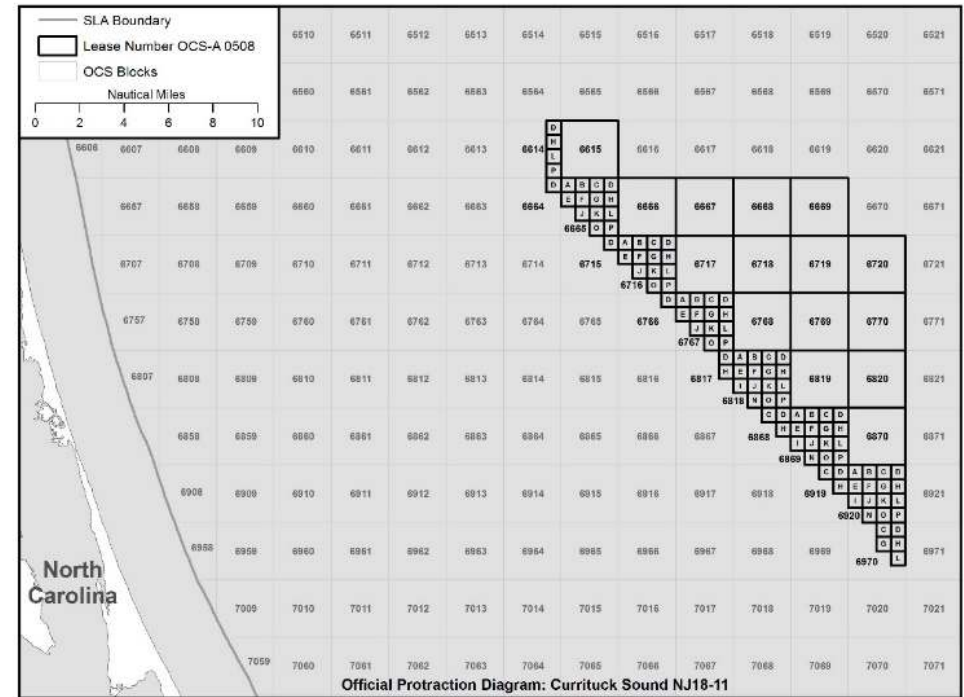 SLA Boundary
Lease Number OCS-A 0508
OCS Blocks
Nautical Miles
0 2 4 6 8 10
6510 6511 6512 6513 6514 6515 6516 6517 6518 6519 6520 6521
6560 6561 6562 6563 6564 6565 6566 6567 6568 6569 6570 6571
D
H
6606 6607 6608 6609 6610 6611 6612 6613 6614 6615 6616 6617 6618 6619 6620 6621
L
P
D A B C D
E F G H
6657 6658 6659 6660 6661 6662 6663 6664 6666 6667 6668 6669 6670 6671
J K L
6665 O P
D A B C D
E F G H
6707 6708 6709 6710 6711 6712 6713 6714 6715 6717 6718 6719 6720 6721
J K L
6716 O P
D A B C D
E F G H
6757 6758 6759 6760 6761 6762 6763 6764 6765 6766 6768 6769 6770 6771
J K L
6767 O P
D A B C D
H E F G H
6807 6808 6809 6810 6811 6812 6813 6814 6815 6816 6817 6819 6820 6821
I J K L
6818 N O P
C D A B C D
H E F G H
6858 6859 6860 6861 6862 6863 6864 6865 6866 6867 6868 6870 6871
I J K L
6869 N O P
C D A B C D
H E F G H
6908 6909 6910 6911 6912 6913 6914 6915 6916 6917 6918 6919 6921
I J K L
6920 N O P
C D
G H
6958 6959 6960 6961 6962 6963 6964 6965 6966 6967 6968 6969 6971
6970 L
North
Carolina
7009 7010 7011 7012 7013 7014 7015 7016 7017 7018 7019 7020 7021
7059 7060 7061 7062 7063 7064 7065 7066 7067 7068 7069 7070 7071
Official Protraction Diagram: Currituck Sound NJ18-11